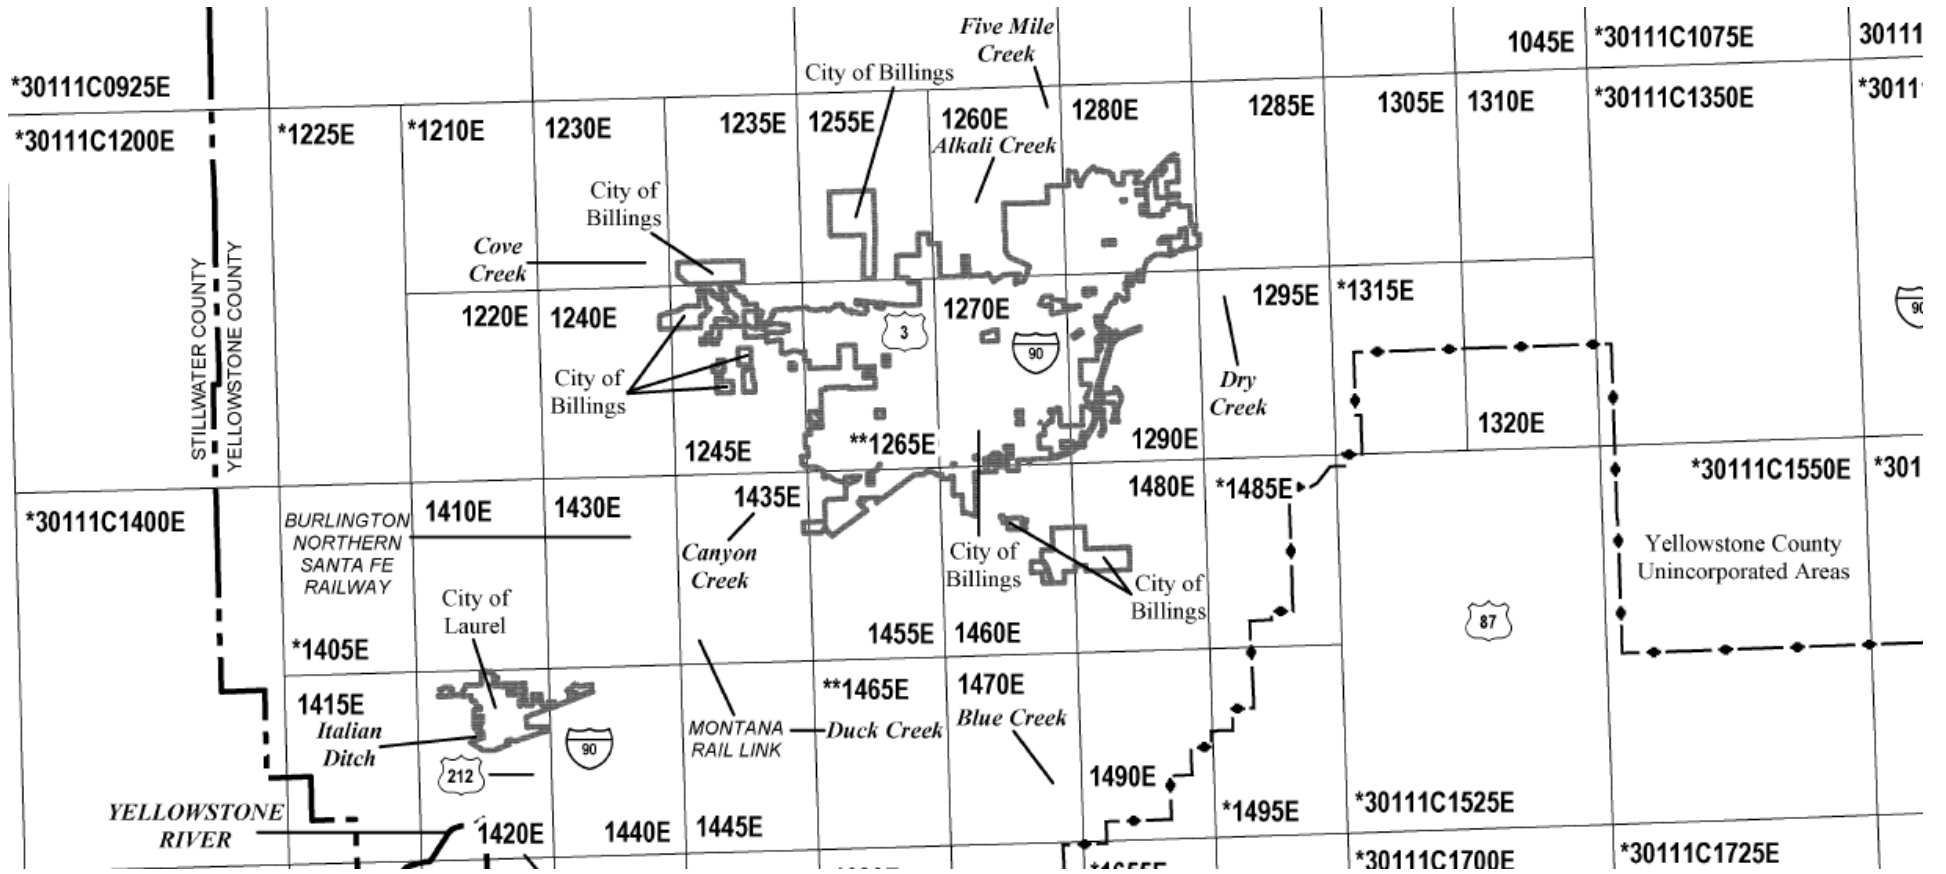 Five Mile
Creek
1045E
*30111C1075E
30111
*30111C0925E
City of Billings
*30111C1200E
*1225E
*1210E
1230E
1235E
1255E
1260E
1280E
1285E
1305E
1310E
*30111C1350E
*30111
Alkali Creek
City of
Billings
Cove
Creek
STILLWATER COUNTY
YELLOWSTONE COUNTY
1220E
1240E
3
1270E
90
1295E
*1315E
90
City of
Billings
Dry
Creek
1245E
**1265E
1290E
1320E
*30111C1400E
BURLINGTON
NORTHERN
SANTA FE
RAILWAY
1410E
1430E
1435E
Canyon
Creek
1480E
*1485E
*30111C1550E
*301
City of
Billings
City of
Billings
Yellowstone County
Unincorporated Areas
City of
Laurel
87
*1405E
1455E
1460E
1415E
Italian
Ditch
90
212
MONTANA
RAIL LINK
**1465E
Duck Creek
1470E
Blue Creek
1490E
*1495E
*30111C1525E
YELLOWSTONE
RIVER
1420E
1440E
1445E
*30111C1700E
*30111C1725E